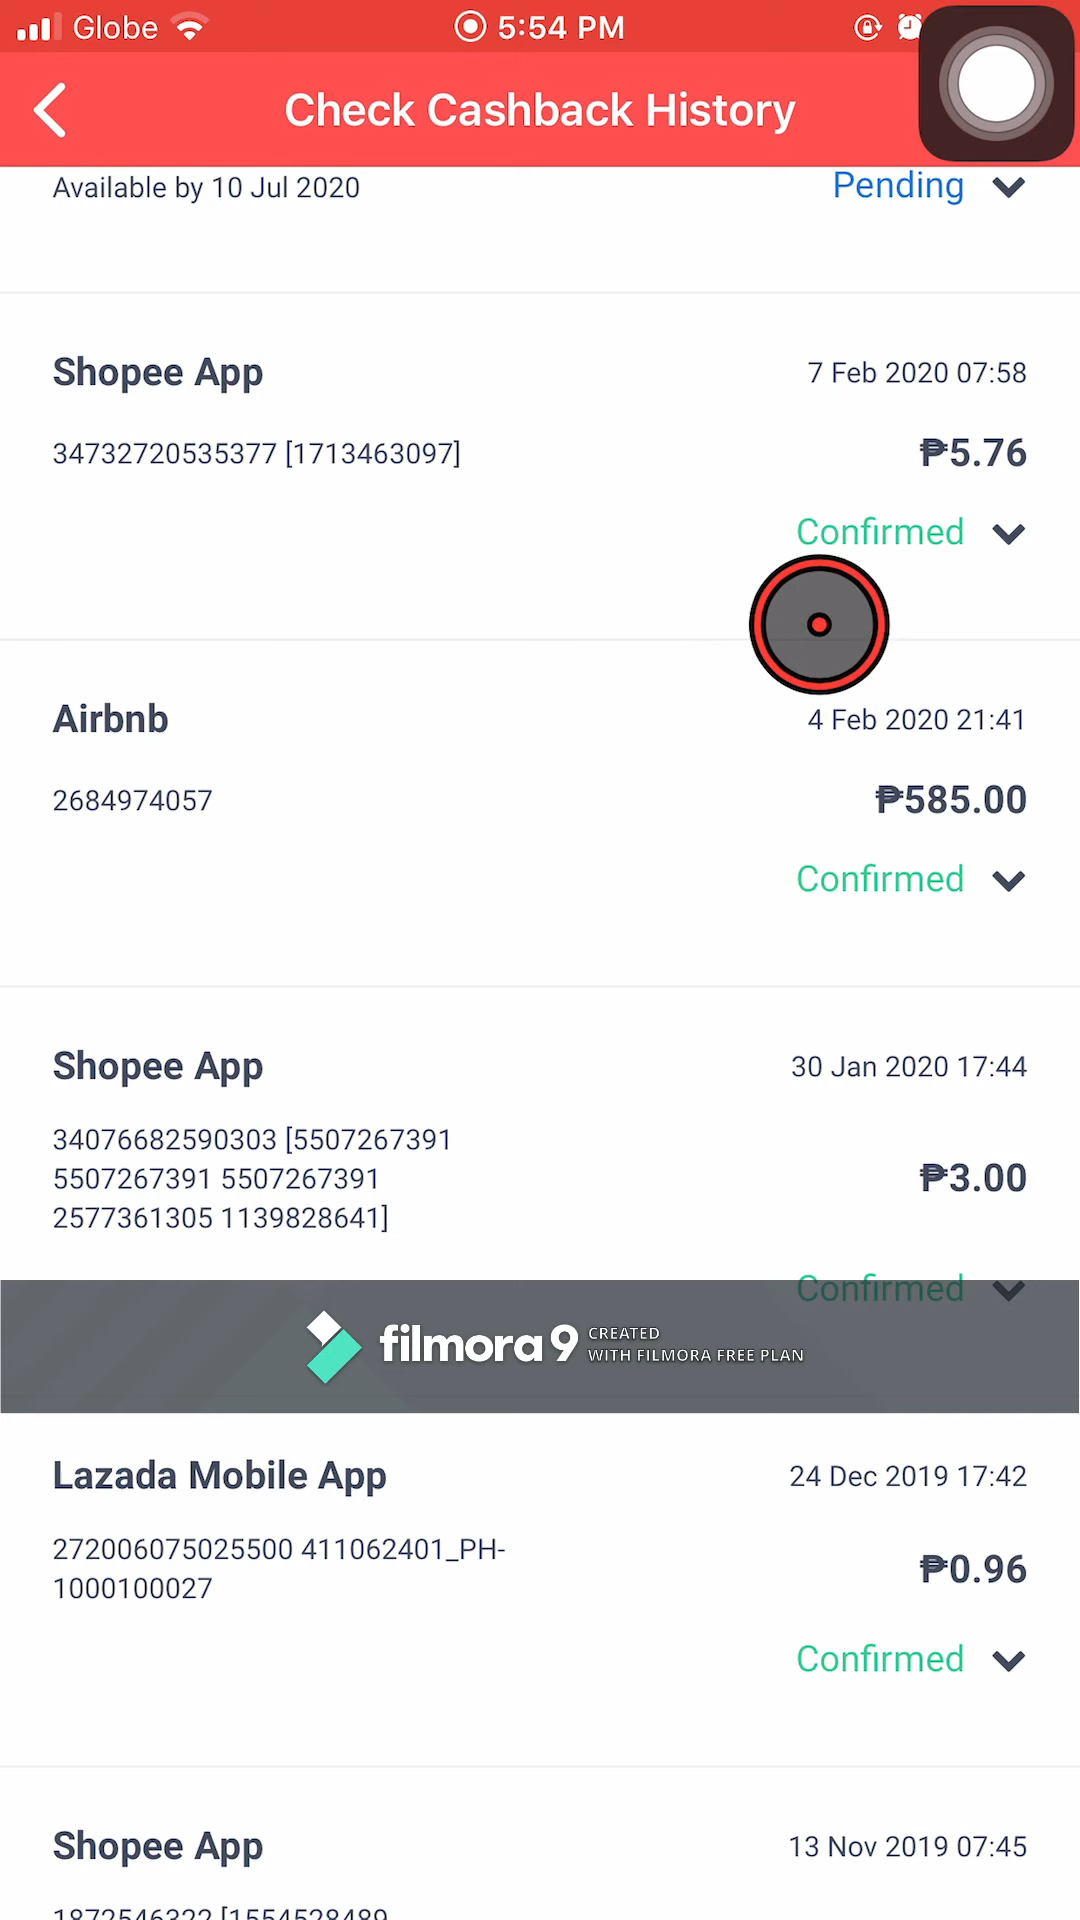 Globe 5:54 PM
Check Cashback History
Available by 10 Jul 2020 Pending
Shopee App 7 Feb 2020 07:58
34732720535377 [1713463097] ₱5.76
Confirmed
Airbnb 4 Feb 2020 21:41
2684974057 ₱585.00
Confirmed
Shopee App 30 Jan 2020 17:44
34076682590303 [5507267391
5507267391 5507267391 ₱3.00
2577361305 1139828641]
Confirmed
filmora9 CREATED
WITH FILMORA FREE PLAN
Lazada Mobile App 24 Dec 2019 17:42
272006075025500 411062401_PH-
1000100027 ₱0.96
Confirmed
Shopee App 13 Nov 2019 07:45
1872546322 [1554528489